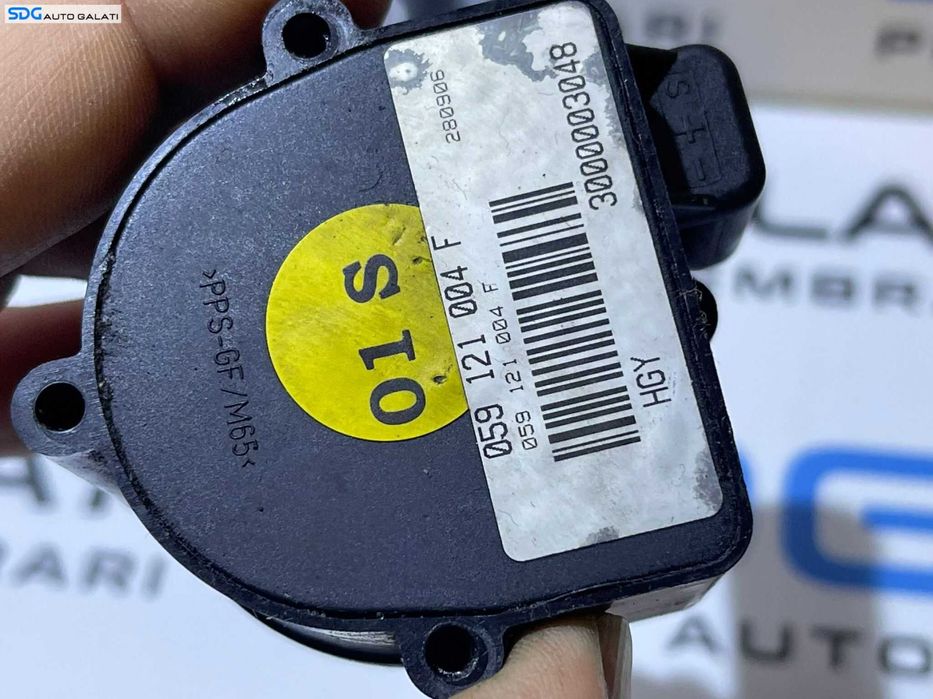 SDG AUTO GALATI
280906
3000003048
059 121 004 F
059 121 004 F
HGY
01 S
>PPS-GF/M65<